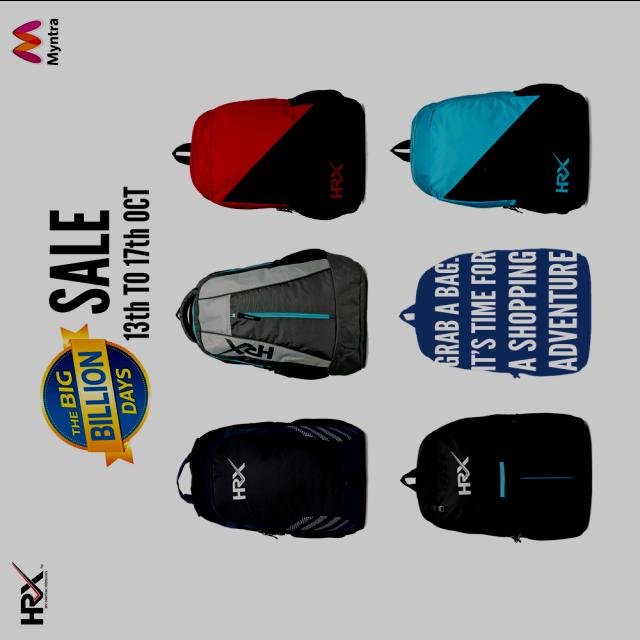 HRX
Myntra
THE BIG
BILLION
DAYS
SALE
13th TO 17th OCT
HRX
HRX
HRX
HRX
GRAB A BAG.
IT'S TIME FOR
A SHOPPING
ADVENTURE
HRX